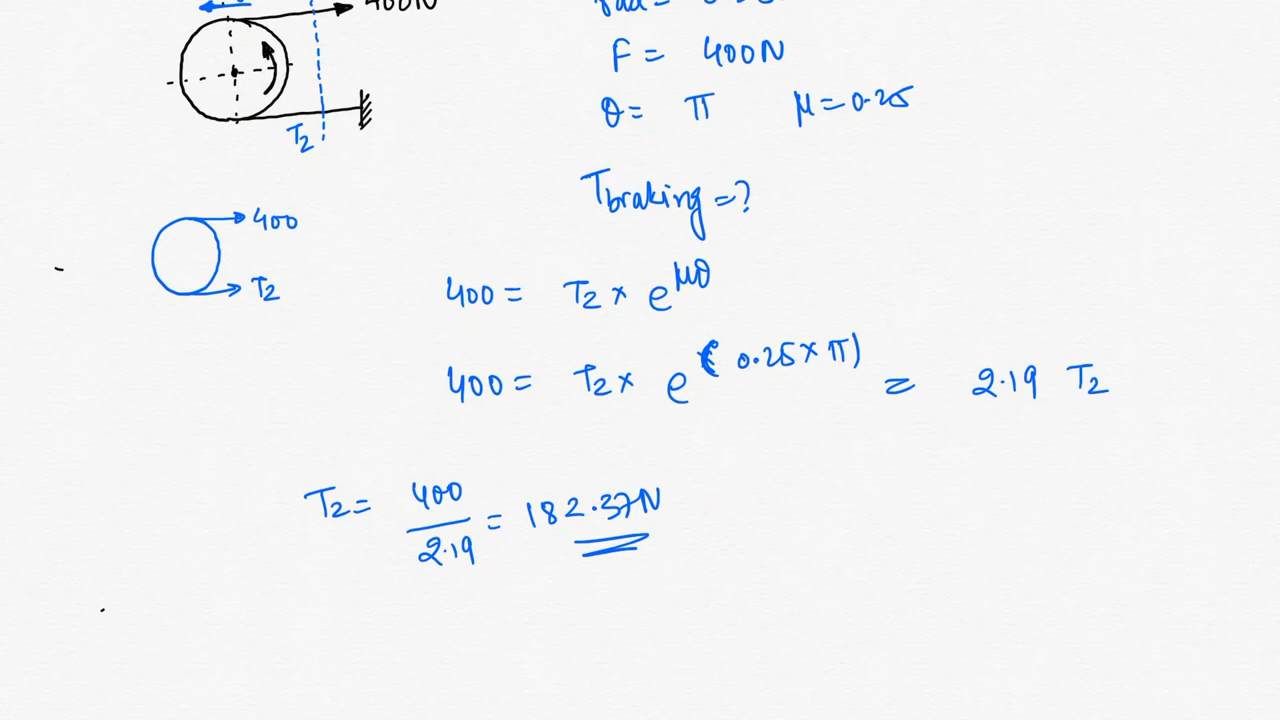 400N
F = 400N
θ = π μ = 0.25
T2
Tbraking = ?
400
T2
400 = T2 × e^μθ
400 = T2 × e^(0.25 × π) = 2.19 T2
T2 = 400/2.19 = 182.37N